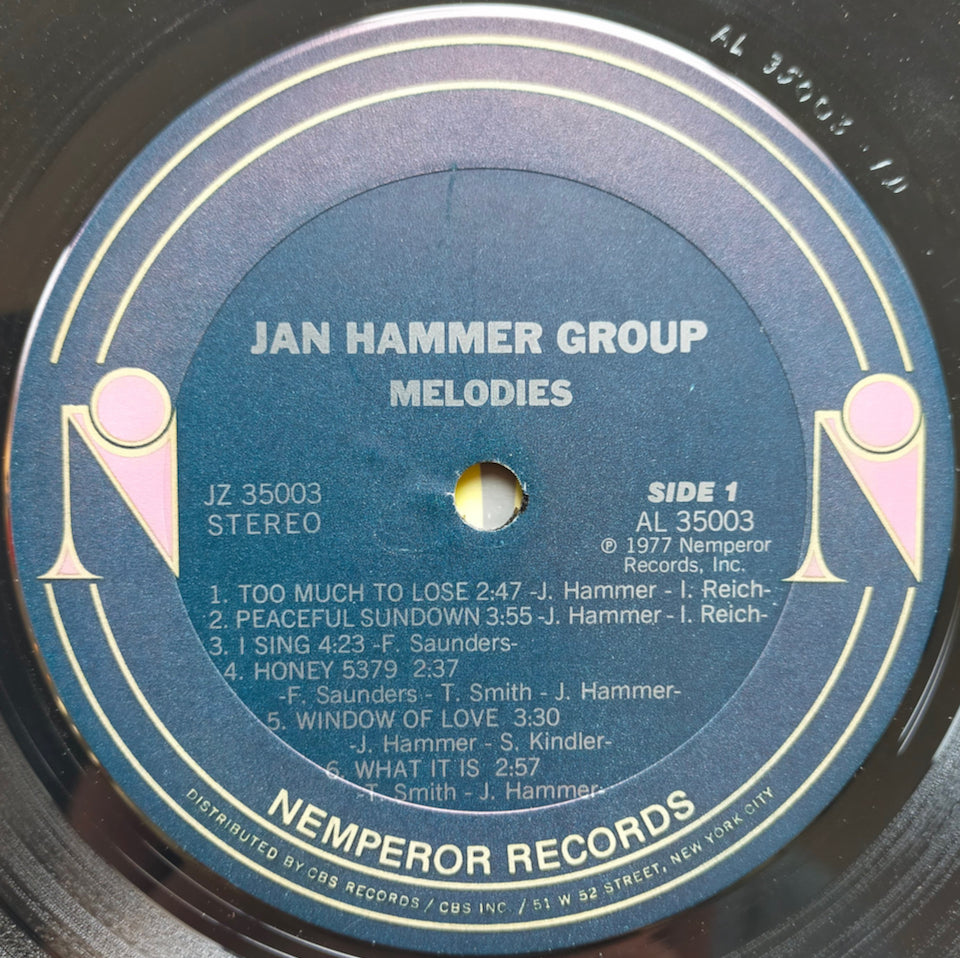 AL 35003
JAN HAMMER GROUP
MELODIES
JZ 35003
STEREO
SIDE 1
AL 35003
℗ 1977 Nemperor
Records, Inc.
1. TOO MUCH TO LOSE 2:47 -J. Hammer - I. Reich-
2. PEACEFUL SUNDOWN 3:55 -J. Hammer - I. Reich-
3. I SING 4:23 -F. Saunders-
4. HONEY 5379 2:37
-F. Saunders - T. Smith - J. Hammer-
5. WINDOW OF LOVE 3:30
-J. Hammer - S. Kindler-
6. WHAT IT IS 2:57
-T. Smith - J. Hammer-
NEMPEROR RECORDS
DISTRIBUTED BY CBS RECORDS / CBS INC. / 51 W 52 STREET, NEW YORK CITY